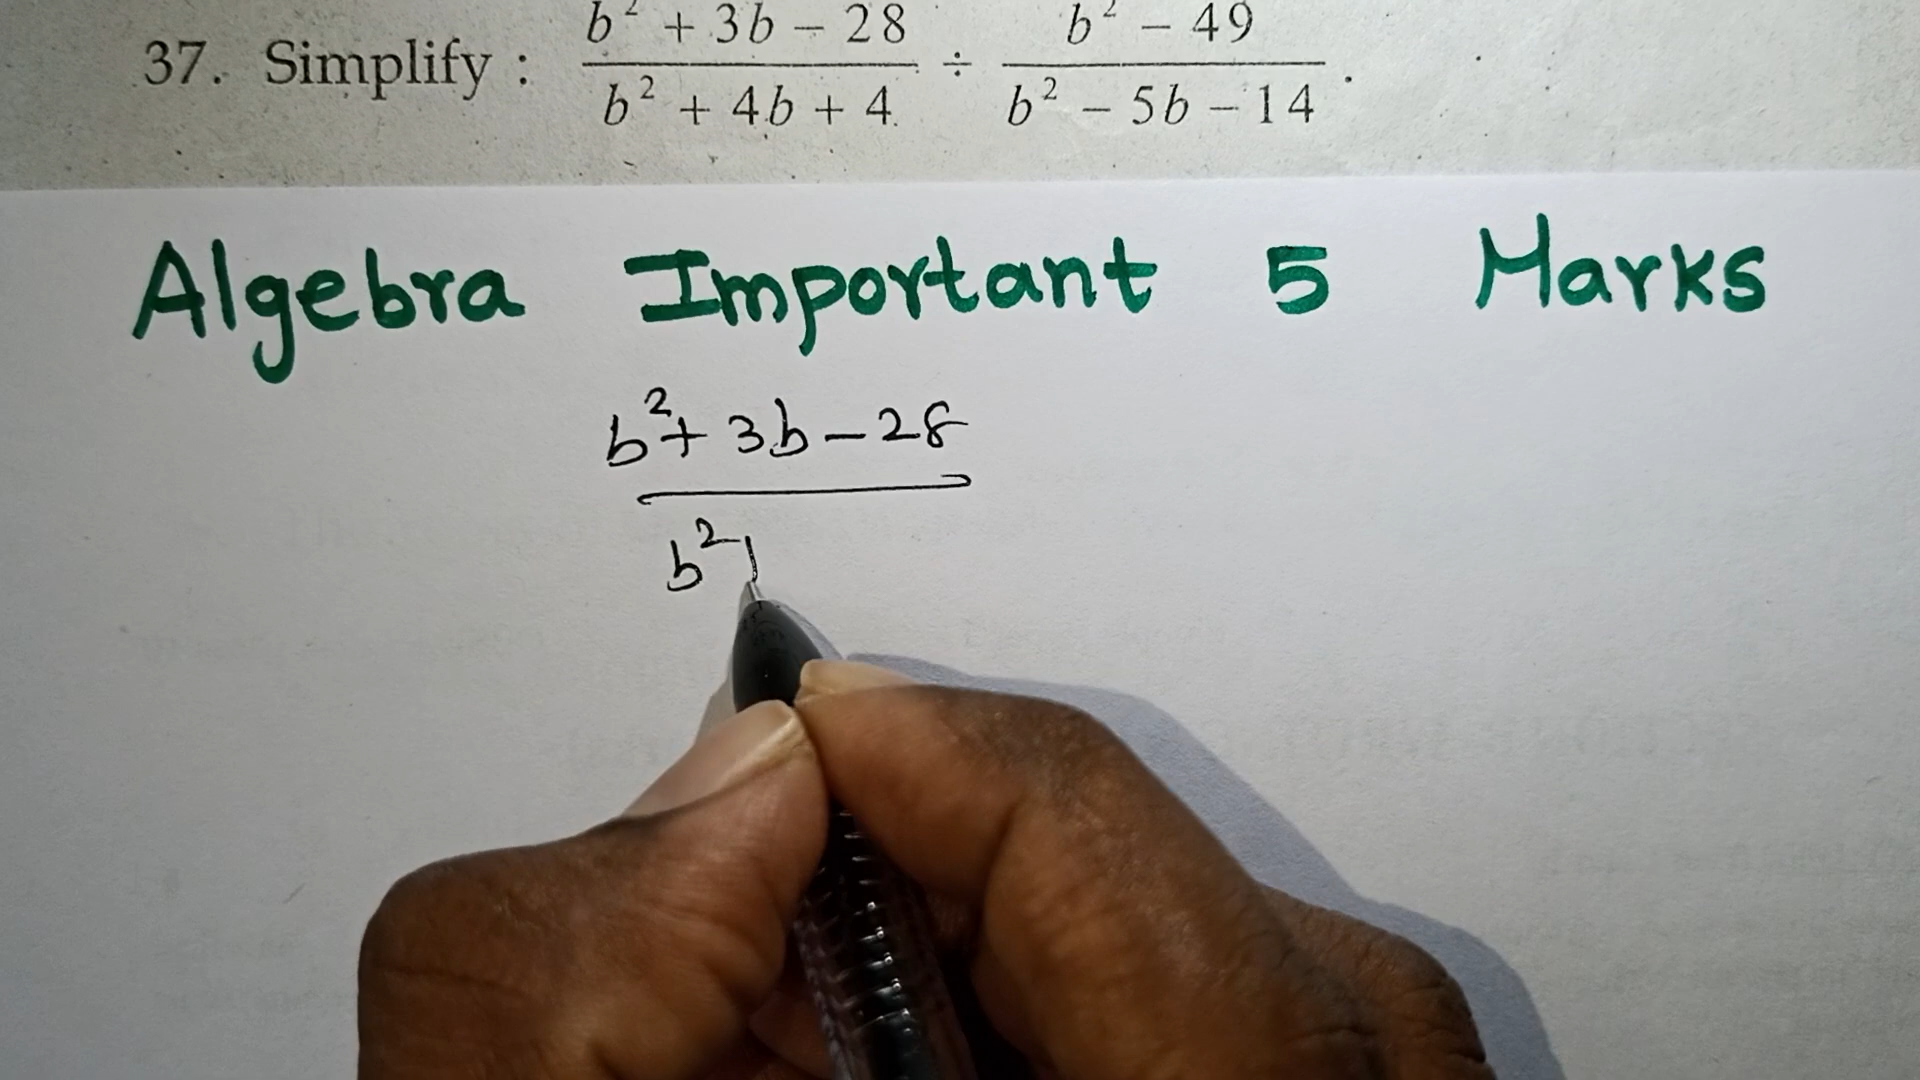 37. Simplify : b² + 3b − 28 / b² + 4b + 4 ÷ b² − 49 / b² − 5b − 14 .
Algebra Important 5 Marks
b² + 3b − 28
b²